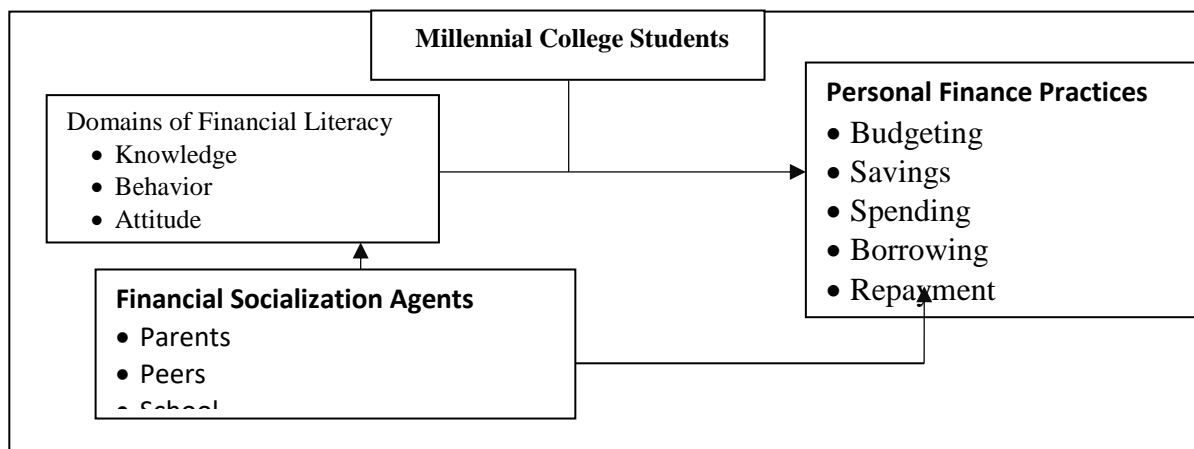 Millennial College Students
Domains of Financial Literacy
• Knowledge
• Behavior
• Attitude
Financial Socialization Agents
• Parents
• Peers
• School
Personal Finance Practices
• Budgeting
• Savings
• Spending
• Borrowing
• Repayment